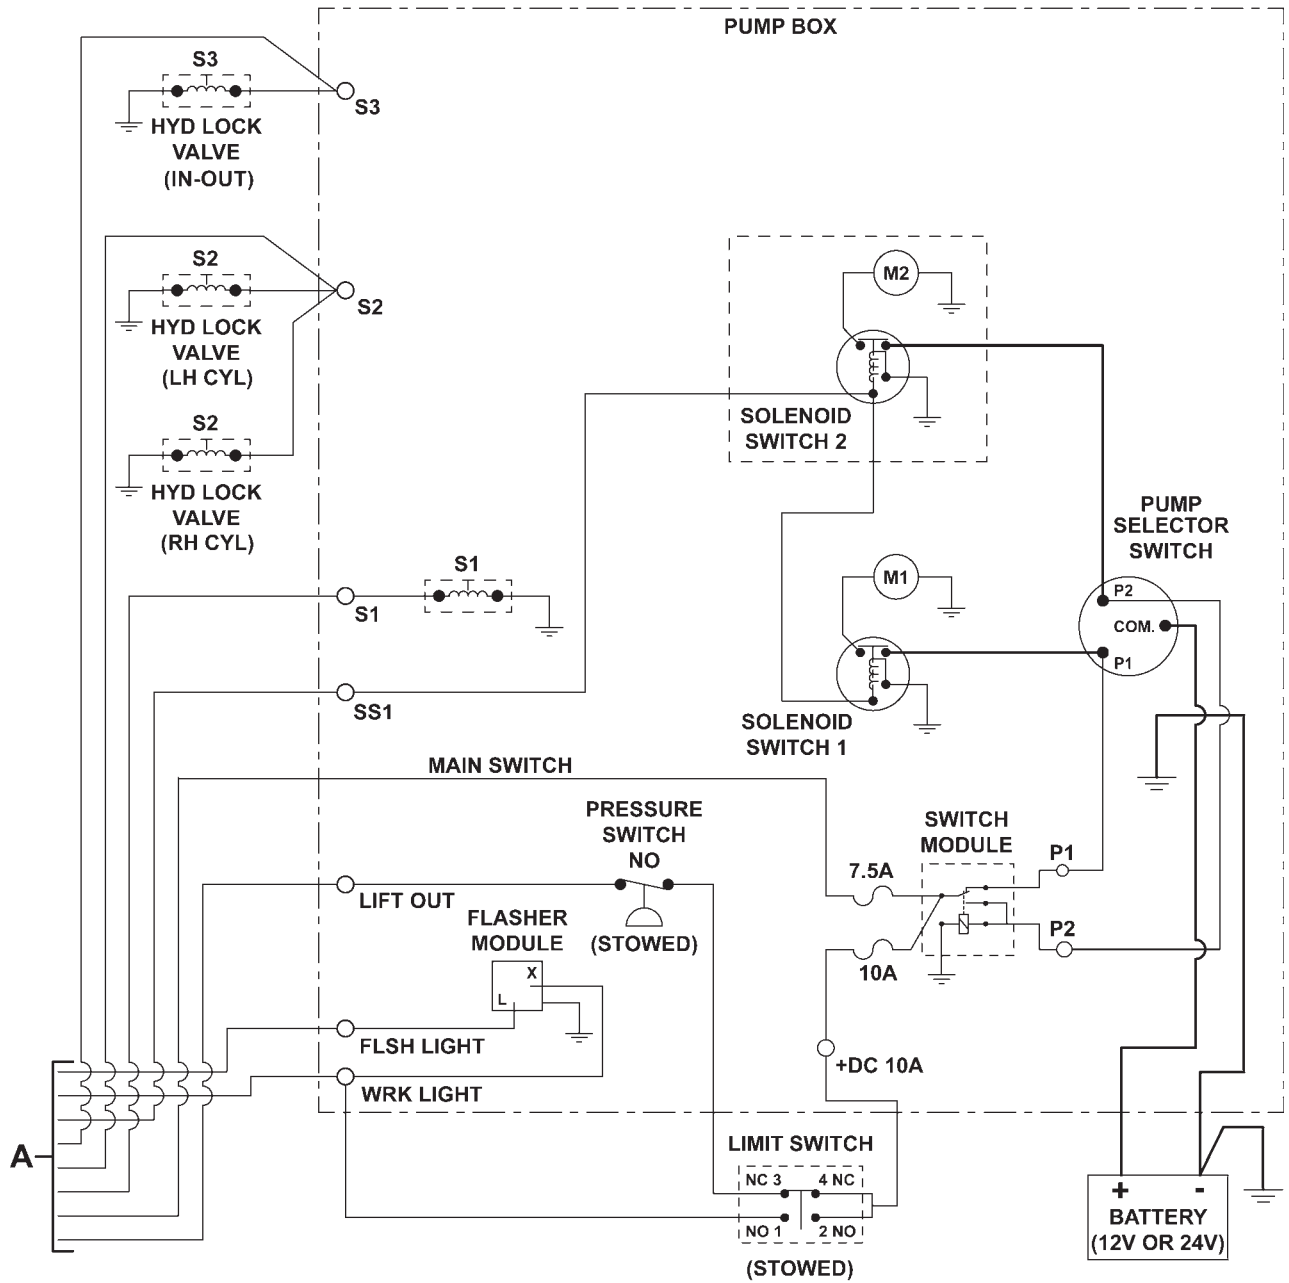 PUMP BOX
S3
S3
HYD LOCK
VALVE
(IN-OUT)
S2
S2
HYD LOCK
VALVE
(LH CYL)
S2
HYD LOCK
VALVE
(RH CYL)
M2
SOLENOID
SWITCH 2
PUMP
SELECTOR
SWITCH
P2
COM.
P1
S1
S1
M1
SS1
SOLENOID
SWITCH 1
MAIN SWITCH
PRESSURE
SWITCH
NO
(STOWED)
SWITCH
MODULE
7.5A
P1
P2
10A
LIFT OUT
FLASHER
MODULE
X
L
FLSH LIGHT
WRK LIGHT
+DC 10A
A
LIMIT SWITCH
NC 3
4 NC
NO 1
2 NO
(STOWED)
+
-
BATTERY
(12V OR 24V)